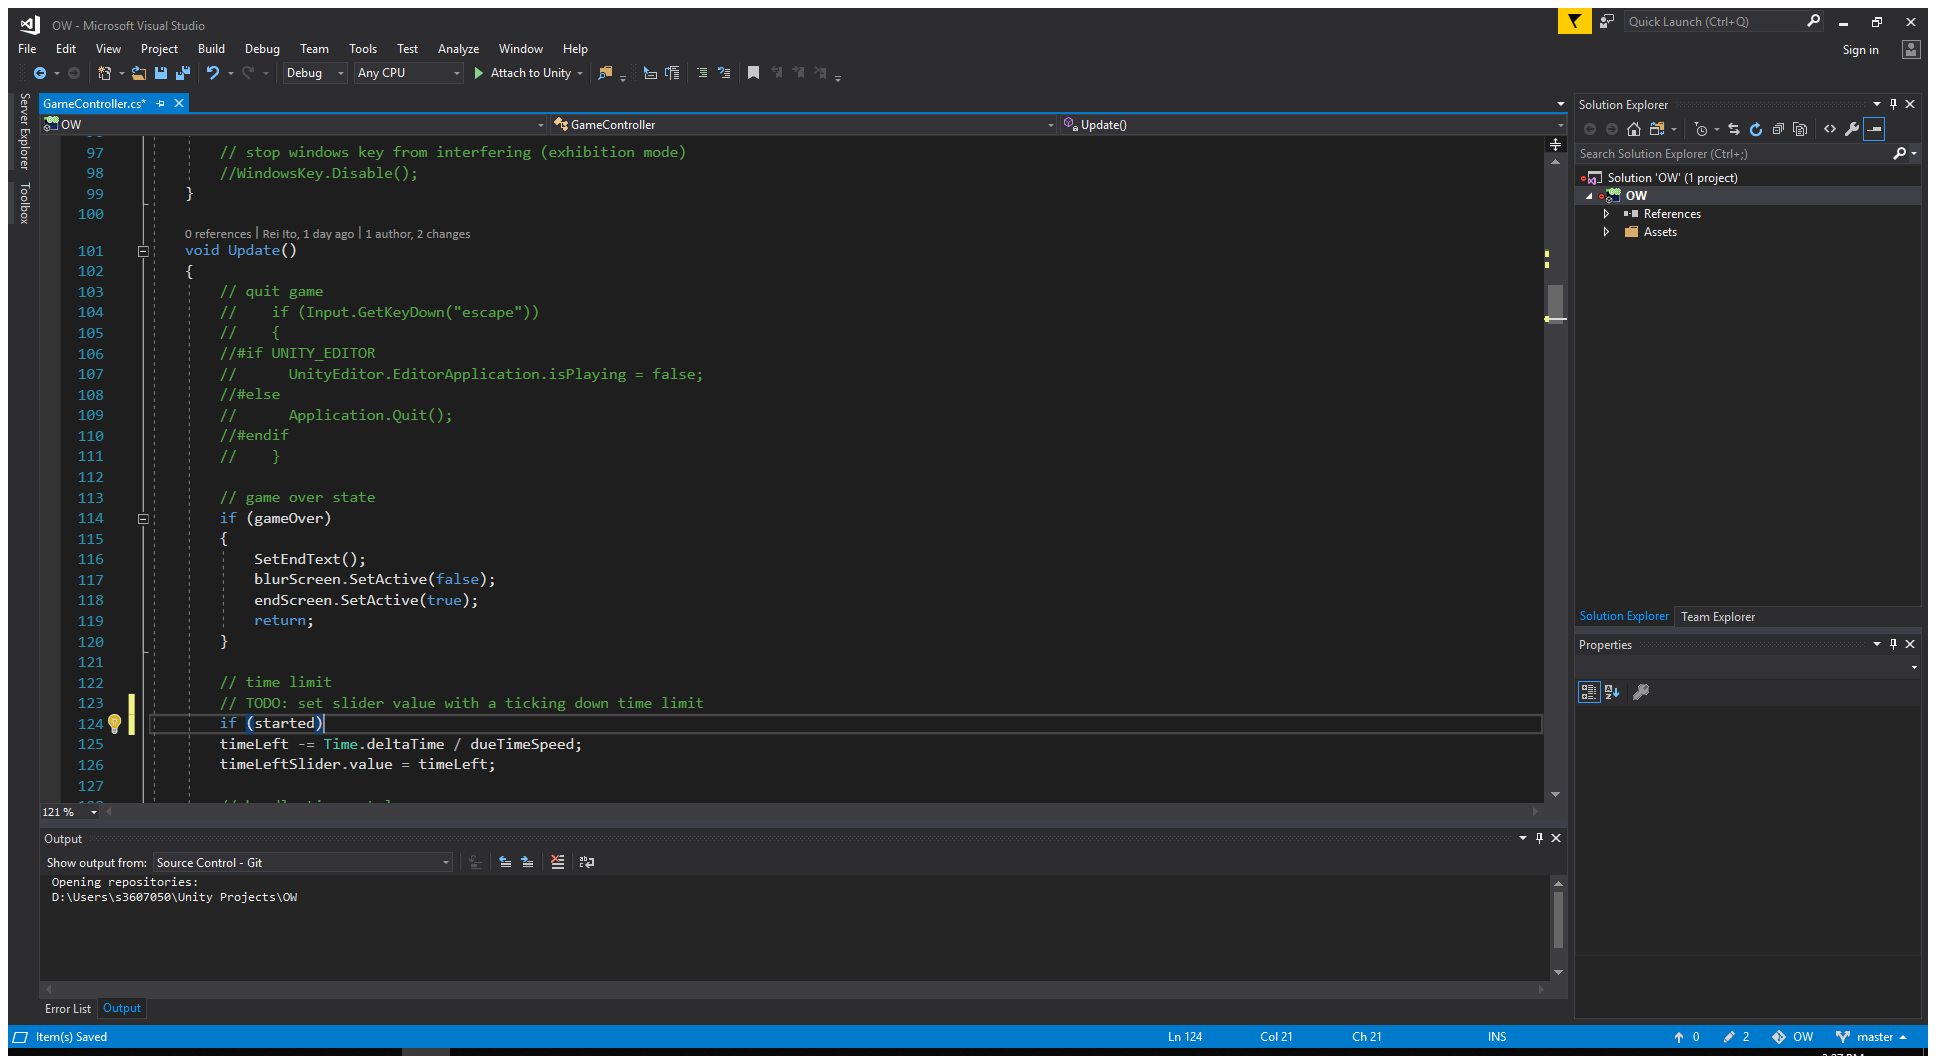 OW - Microsoft Visual Studio
Quick Launch (Ctrl+Q)
File Edit View Project Build Debug Team Tools Test Analyze Window Help
Sign in
Debug Any CPU Attach to Unity
Server Explorer
Toolbox
GameController.cs*
OW GameController Update()
97 // stop windows key from interfering (exhibition mode)
98 //WindowsKey.Disable();
99 }
100
0 references | Rei Ito, 1 day ago | 1 author, 2 changes
101 void Update()
102 {
103 // quit game
104 // if (Input.GetKeyDown("escape"))
105 // {
106 //#if UNITY_EDITOR
107 // UnityEditor.EditorApplication.isPlaying = false;
108 //#else
109 // Application.Quit();
110 //#endif
111 // }
112
113 // game over state
114 if (gameOver)
115 {
116 SetEndText();
117 blurScreen.SetActive(false);
118 endScreen.SetActive(true);
119 return;
120 }
121
122 // time limit
123 // TODO: set slider value with a ticking down time limit
124 if (started)
125 timeLeft -= Time.deltaTime / dueTimeSpeed;
126 timeLeftSlider.value = timeLeft;
127
121 %
Output
Show output from: Source Control - Git
Opening repositories:
D:\Users\s3607050\Unity Projects\OW
Error List Output
Solution Explorer
Search Solution Explorer (Ctrl+;)
Solution 'OW' (1 project)
OW
References
Assets
Solution Explorer Team Explorer
Properties
Item(s) Saved
Ln 124 Col 21 Ch 21 INS 0 2 OW master